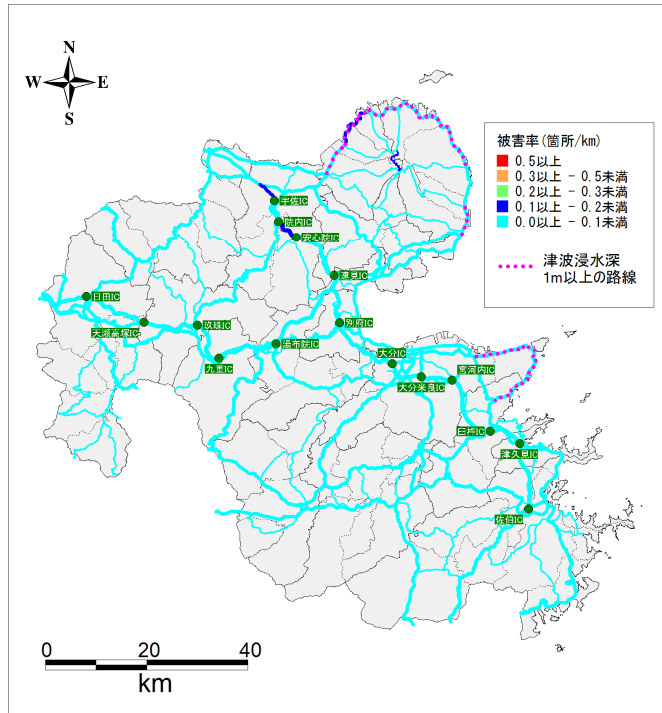 N
W E
S
被害率(箇所/km)
0.5以上
0.3以上 - 0.5未満
0.2以上 - 0.3未満
0.1以上 - 0.2未満
0.0以上 - 0.1未満
津波浸水深
1m以上の路線
宇佐IC
院内IC
安心院IC
速見IC
日田IC
天瀬高塚IC
玖珠IC
別府IC
湯布院IC
九重IC
大分IC
宮河内IC
大分米良IC
臼杵IC
津久見IC
佐伯IC
0 20 40
km